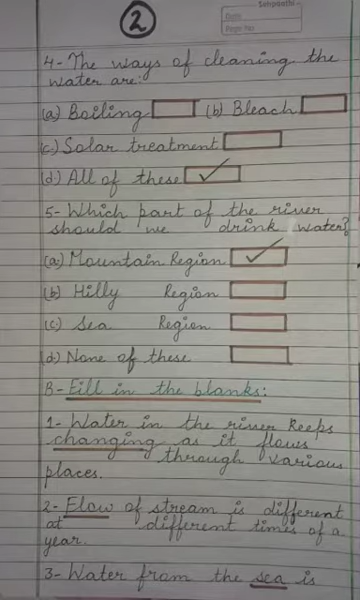 Sahpaathi
Date
Page No.
2
4- The ways of cleaning the
water are:
(a) Boiling (b) Bleach
(c) Solar treatment
(d) All of these ✓
5- Which part of the river
should we drink water?
(a) Mountain Region ✓
(b) Hilly Region
(c) Sea Region
(d) None of these
B- Fill in the blanks:
1- Water in the river keeps
changing as it flows
through various
places.
2- Flow of stream is different
at different times of a
year.
3- Water from the sea is